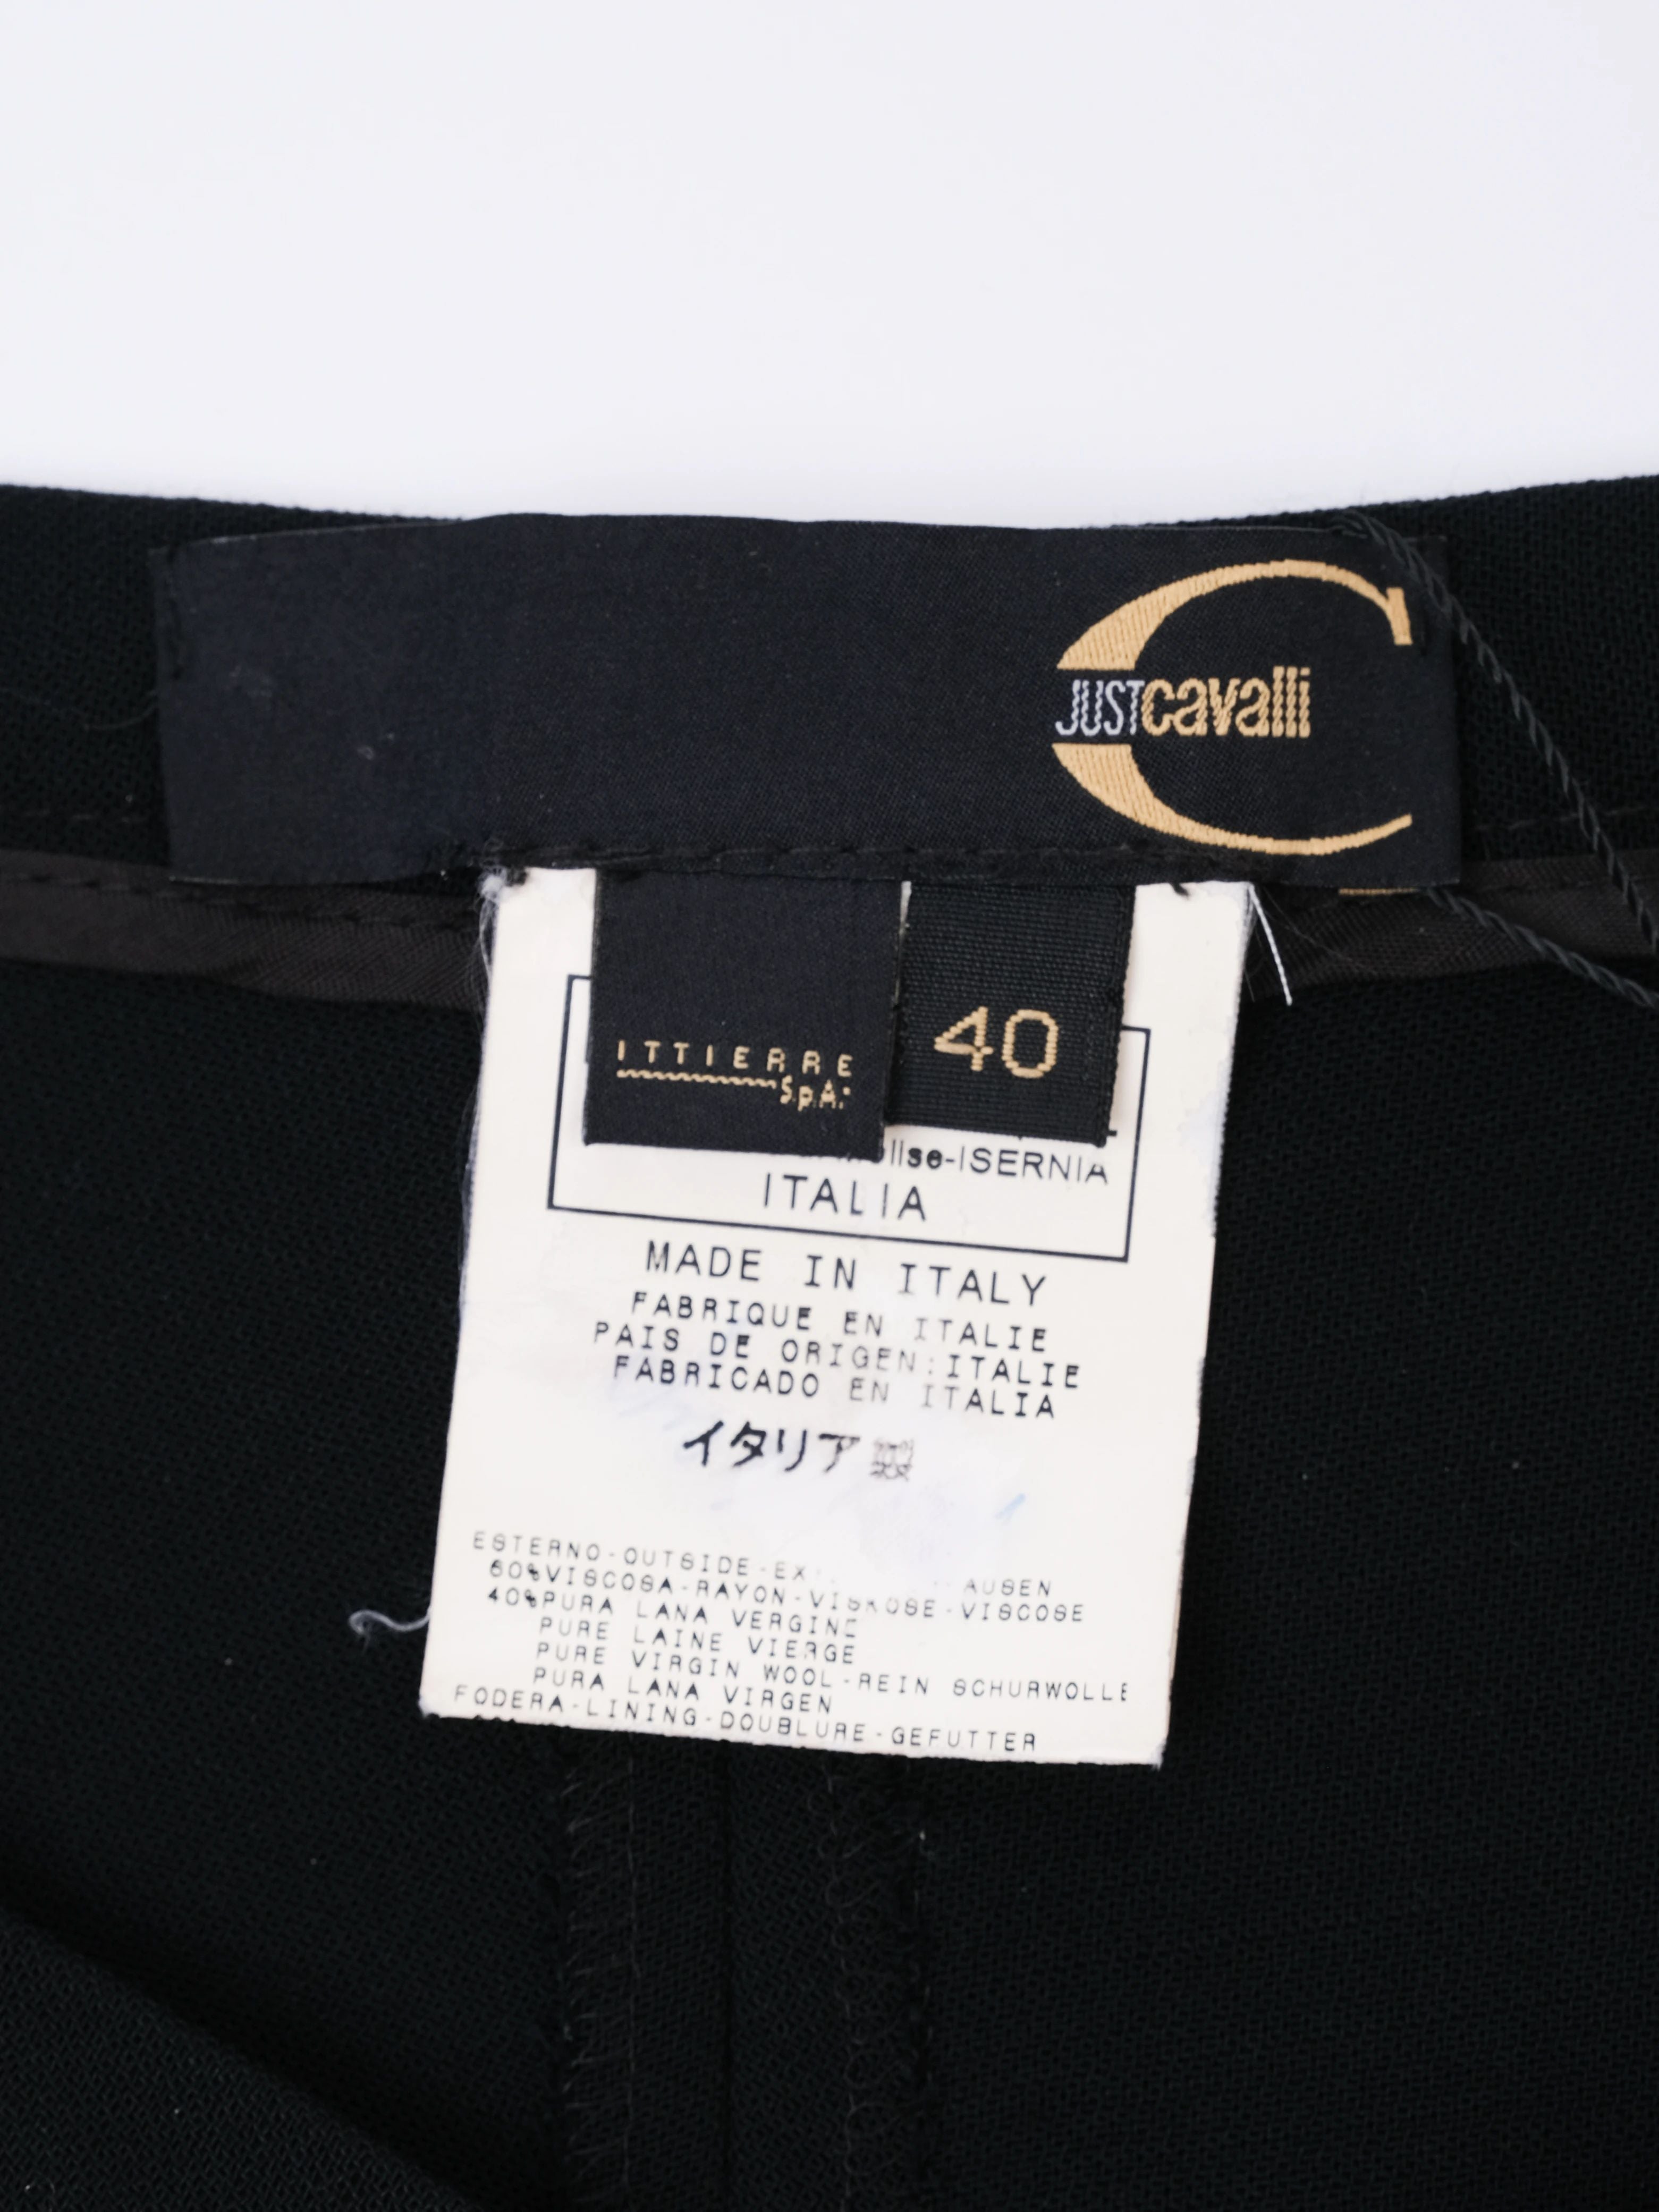 JUSTcavalli
ITTIERRE
S.p.A.
40
-ISERNIA
ITALIA
MADE IN ITALY
FABRIQUE EN ITALIE
PAIS DE ORIGEN:ITALIE
FABRICADO EN ITALIA
イタリア製
ESTERNO-OUTSIDE- AUSEN
60%VISCOSA-RAYON-VISKOSE-VISCOSE
40%PURA LANA VERGINE
PURE LAINE VIERGE
PURE VIRGIN WOOL-REIN SCHURWOLLE
PURA LANA VIRGEN
FODERA-LINING-DOUBLURE-GEFUTTER